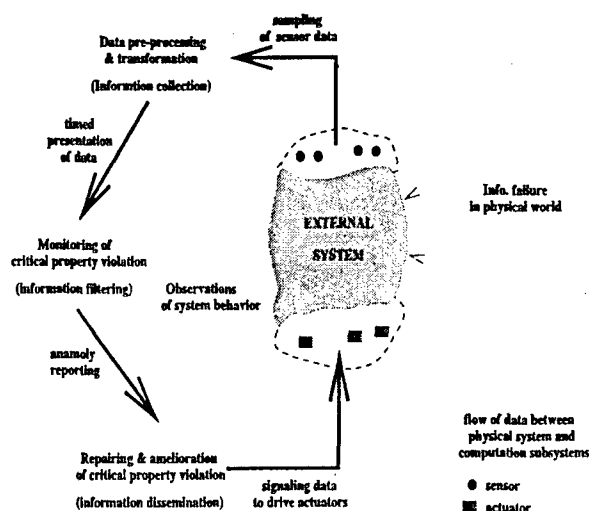 sampling
of sensor data
Data pre-processing
& transformation
(Information collection)
timed
presentation
of data
Info. failure
in physical world
EXTERNAL
SYSTEM
Monitoring of
critical property violation
(information filtering)
Observations
of system behavior
anamoly
reporting
Repairing & amelioration
of critical property violation
(information dissemination)
signaling data
to drive actuators
flow of data between
physical system and
computation subsystems
sensor
actuator